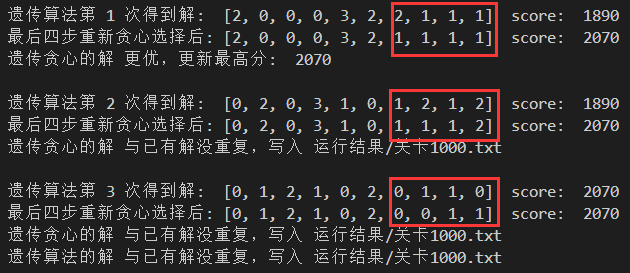 遗传算法第 1 次得到解: [2, 0, 0, 0, 3, 2, 2, 1, 1, 1] score: 1890
最后四步重新贪心选择后: [2, 0, 0, 0, 3, 2, 1, 1, 1, 1] score: 2070
遗传贪心的解 更优，更新最高分: 2070
遗传算法第 2 次得到解: [0, 2, 0, 3, 1, 0, 1, 2, 1, 2] score: 1890
最后四步重新贪心选择后: [0, 2, 0, 3, 1, 0, 1, 1, 1, 2] score: 2070
遗传贪心的解 与已有解没重复，写入 运行结果/关卡1000.txt
遗传算法第 3 次得到解: [0, 1, 2, 1, 0, 2, 0, 1, 1, 0] score: 2070
最后四步重新贪心选择后: [0, 1, 2, 1, 0, 2, 0, 0, 1, 1] score: 2070
遗传贪心的解 与已有解没重复，写入 运行结果/关卡1000.txt
遗传算法的解 与已有解没重复，写入 运行结果/关卡1000.txt